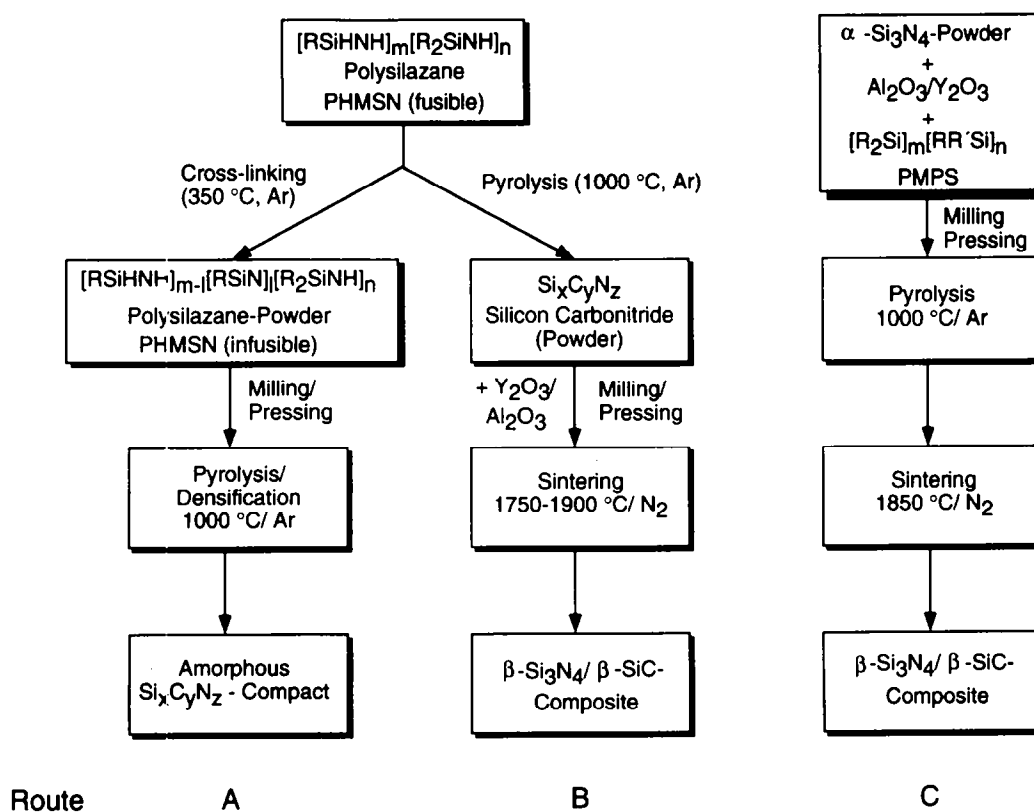 [RSiHNH]m[R2SiNH]n
Polysilazane
PHMSN (fusible)
Cross-linking
(350 °C, Ar)
Pyrolysis (1000 °C, Ar)
[RSiHNH]m-l[RSiN]l[R2SiNH]n
Polysilazane-Powder
PHMSN (infusible)
Milling/
Pressing
Pyrolysis/
Densification
1000 °C/ Ar
Amorphous
SixCyNz - Compact
SixCyNz
Silicon Carbonitride
(Powder)
+ Y2O3/
Al2O3
Milling/
Pressing
Sintering
1750-1900 °C/ N2
β-Si3N4/ β-SiC-
Composite
α -Si3N4-Powder
+
Al2O3/Y2O3
+
[R2Si]m[RR´Si]n
PMPS
Milling
Pressing
Pyrolysis
1000 °C/ Ar
Sintering
1850 °C/ N2
β-Si3N4/ β-SiC-
Composite
Route A B C